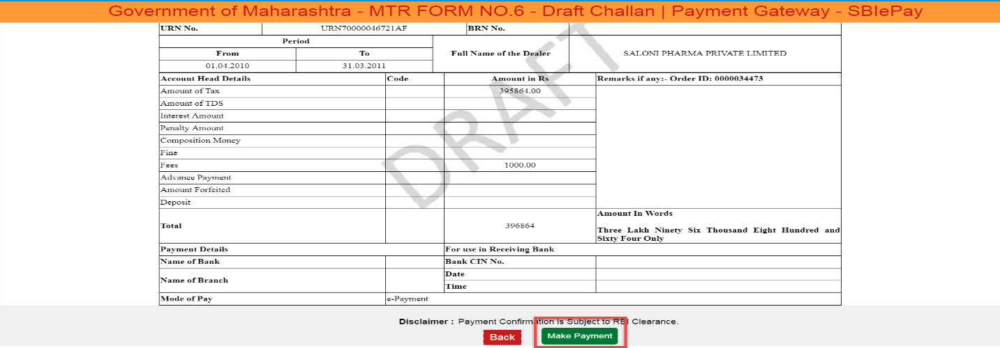 Government of Maharashtra - MTR FORM NO.6 - Draft Challan | Payment Gateway - SBIePay
URN No. URN70000046721AF BRN No.
Period
From To Full Name of the Dealer SALONI PHARMA PRIVATE LIMITED
01.04.2010 31.03.2011
Account Head Details Code Amount in Rs Remarks if any:- Order ID: 0000034473
Amount of Tax 395864.00
Amount of TDS
Interest Amount
Penalty Amount
Composition Money
Fine
Fees 1000.00
Advance Payment
Amount Forfeited
Deposit
DRAFT
Total 396864
Amount In Words
Three Lakh Ninety Six Thousand Eight Hundred and
Sixty Four Only
Payment Details For use in Receiving Bank
Name of Bank Bank CIN No.
Name of Branch Date
Time
Mode of Pay e-Payment
Disclaimer : Payment Confirmation is Subject to RBI Clearance.
Back Make Payment